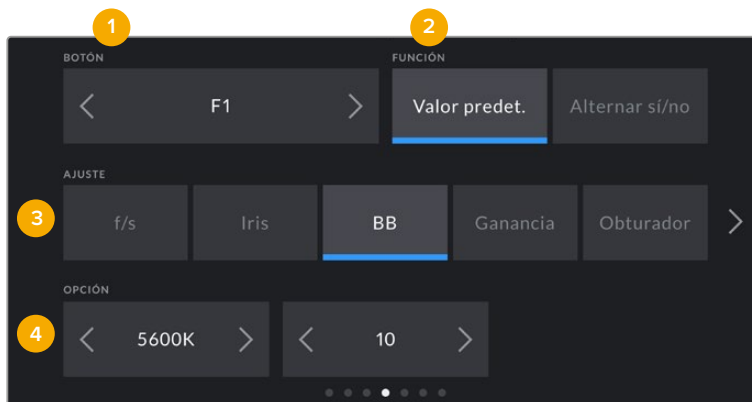 1 2
BOTÓN FUNCIÓN
F1 Valor predet. Alternar sí/no
AJUSTE
3 f/s Iris BB Ganancia Obturador
OPCIÓN
4 5600K 10